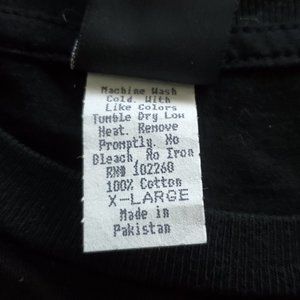 Machine Wash
Cold. With
Like Colors
Tumble Dry Low
Heat. Remove
Promptly. No
Bleach, No Iron
RN# 102260
100% Cotton
X-LARGE
Made in
Pakistan